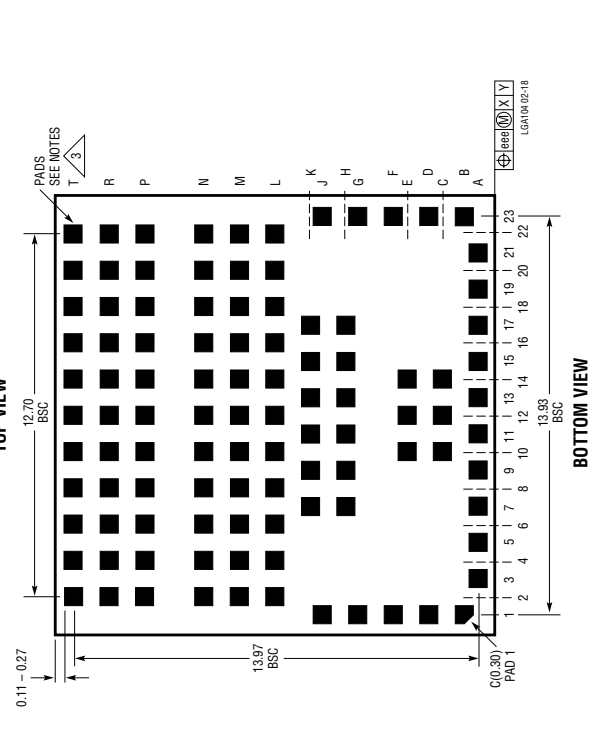 TOP VIEW
12.70
BSC
PADS
SEE NOTES
3
T
R
P
N
M
L
K
J
H
G
F
E
D
C
B
A
eee M X Y
LGA104 02-18
0.11 – 0.27
13.97
BSC
C(0.30)
PAD 1
1
2
3
4
5
6
7
8
9
10
11
12
13
14
15
16
17
18
19
20
21
22
23
13.93
BSC
BOTTOM VIEW